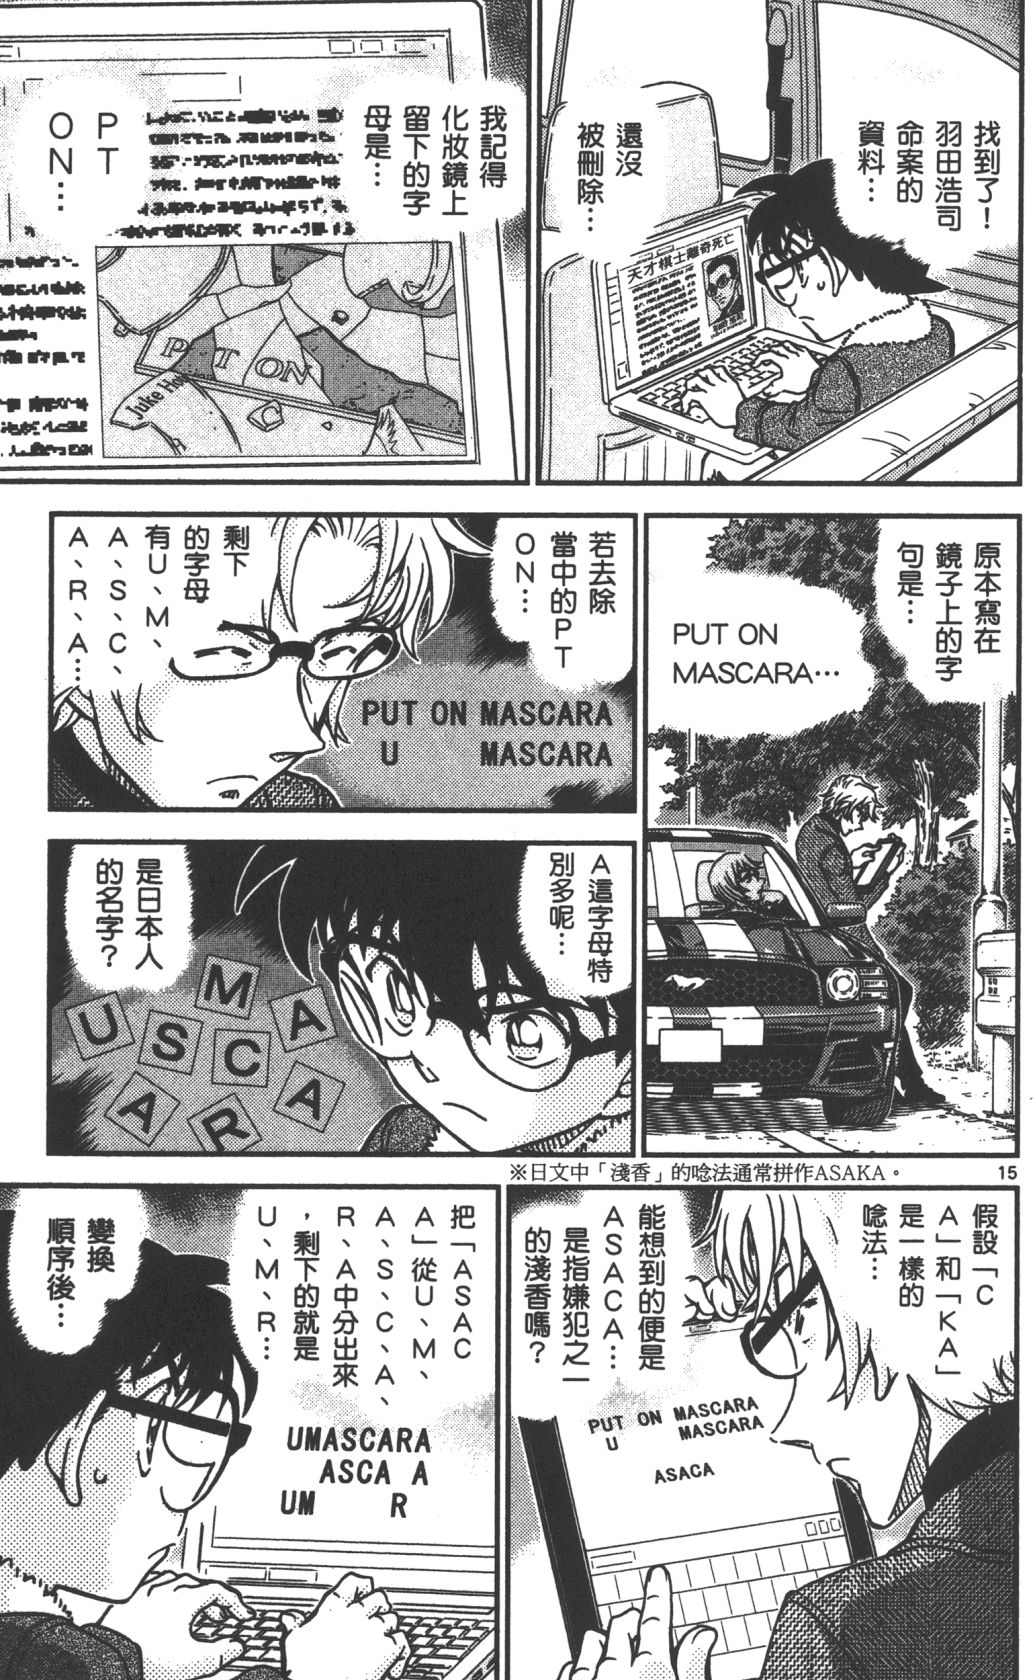 找到了!
羽田浩司
命案的
資料…
還沒
被刪除…
天才棋士離奇死亡
我記得
化妝鏡上
留下的字
母是…
PT
ON…
P T ON
Juke Ho
原本寫在
鏡子上的字
句是…
PUT ON
MASCARA…
若去除
當中的PT
ON…
剩下
的字母
有U、M、
A、S、C、
A、R、A…
PUT ON MASCARA
U MASCARA
A這字母特
別多呢…
是日本人
的名字?
U
M
A
S
C
A
A
R
※日文中「淺香」的唸法通常拼作ASAKA。
15
假設「C
A」和「KA」
是一樣的
唸法…
能想到的便是
ASACA…
是指嫌犯之一
的淺香嗎?
PUT ON MASCARA
U MASCARA
ASACA
把「ASAC
A」從U、M、
A、S、C、A、
R、A中分出來
,剩下的就是
U、M、R…
UMASCARA
ASCA A
UM R
變換
順序後…